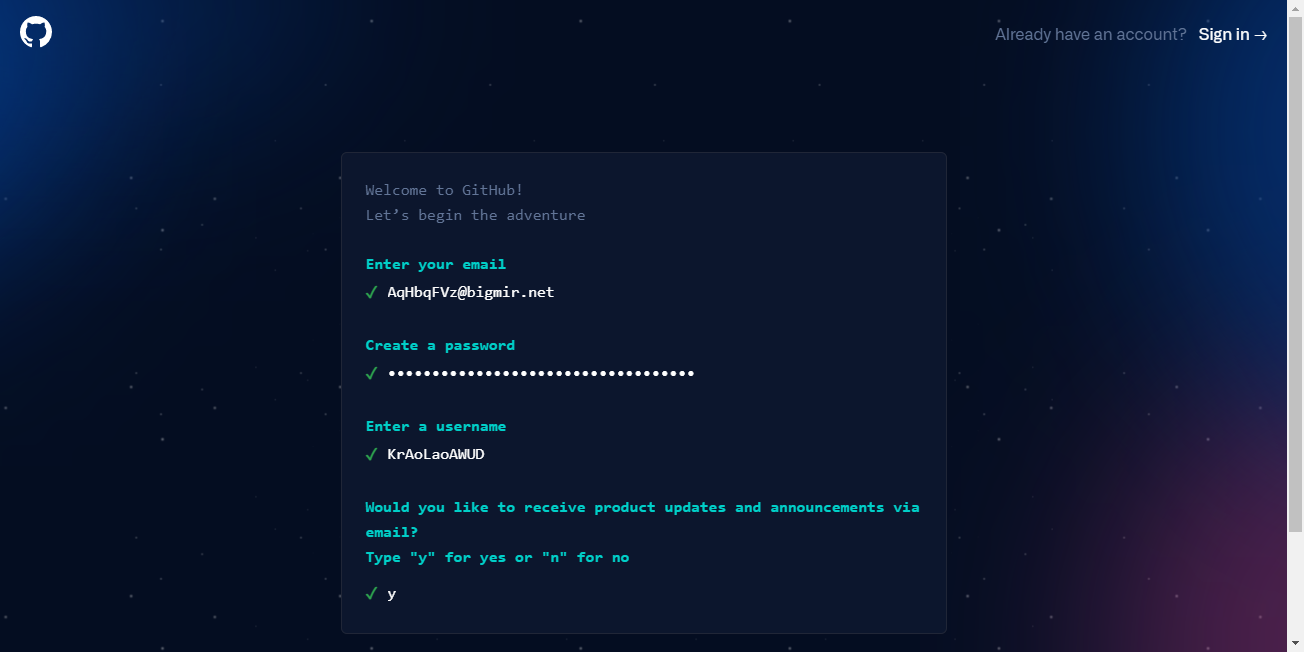 Already have an account? Sign in →
Welcome to GitHub!
Let’s begin the adventure
Enter your email
✓ AqHbqFVz@bigmir.net
Create a password
✓ •••••••••••••••••••••••••••••••••••
Enter a username
✓ KrAoLaoAWUD
Would you like to receive product updates and announcements via
email?
Type "y" for yes or "n" for no
✓ y